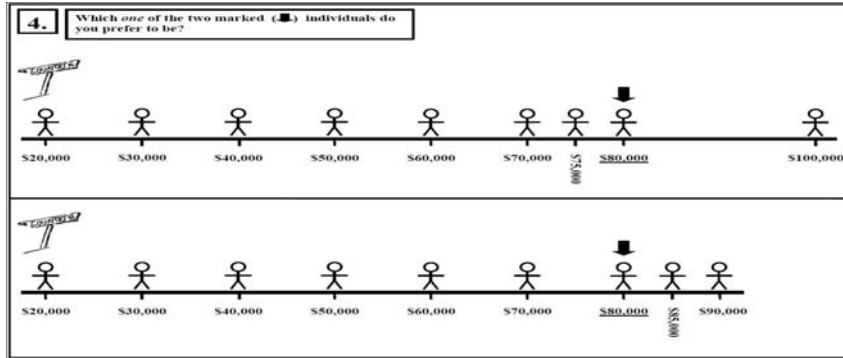 4.
Which one of the two marked ( ) individuals do
you prefer to be?
$20,000 $30,000 $40,000 $50,000 $60,000 $70,000 $75,000 $80,000 $100,000
$20,000 $30,000 $40,000 $50,000 $60,000 $70,000 $80,000 $85,000 $90,000